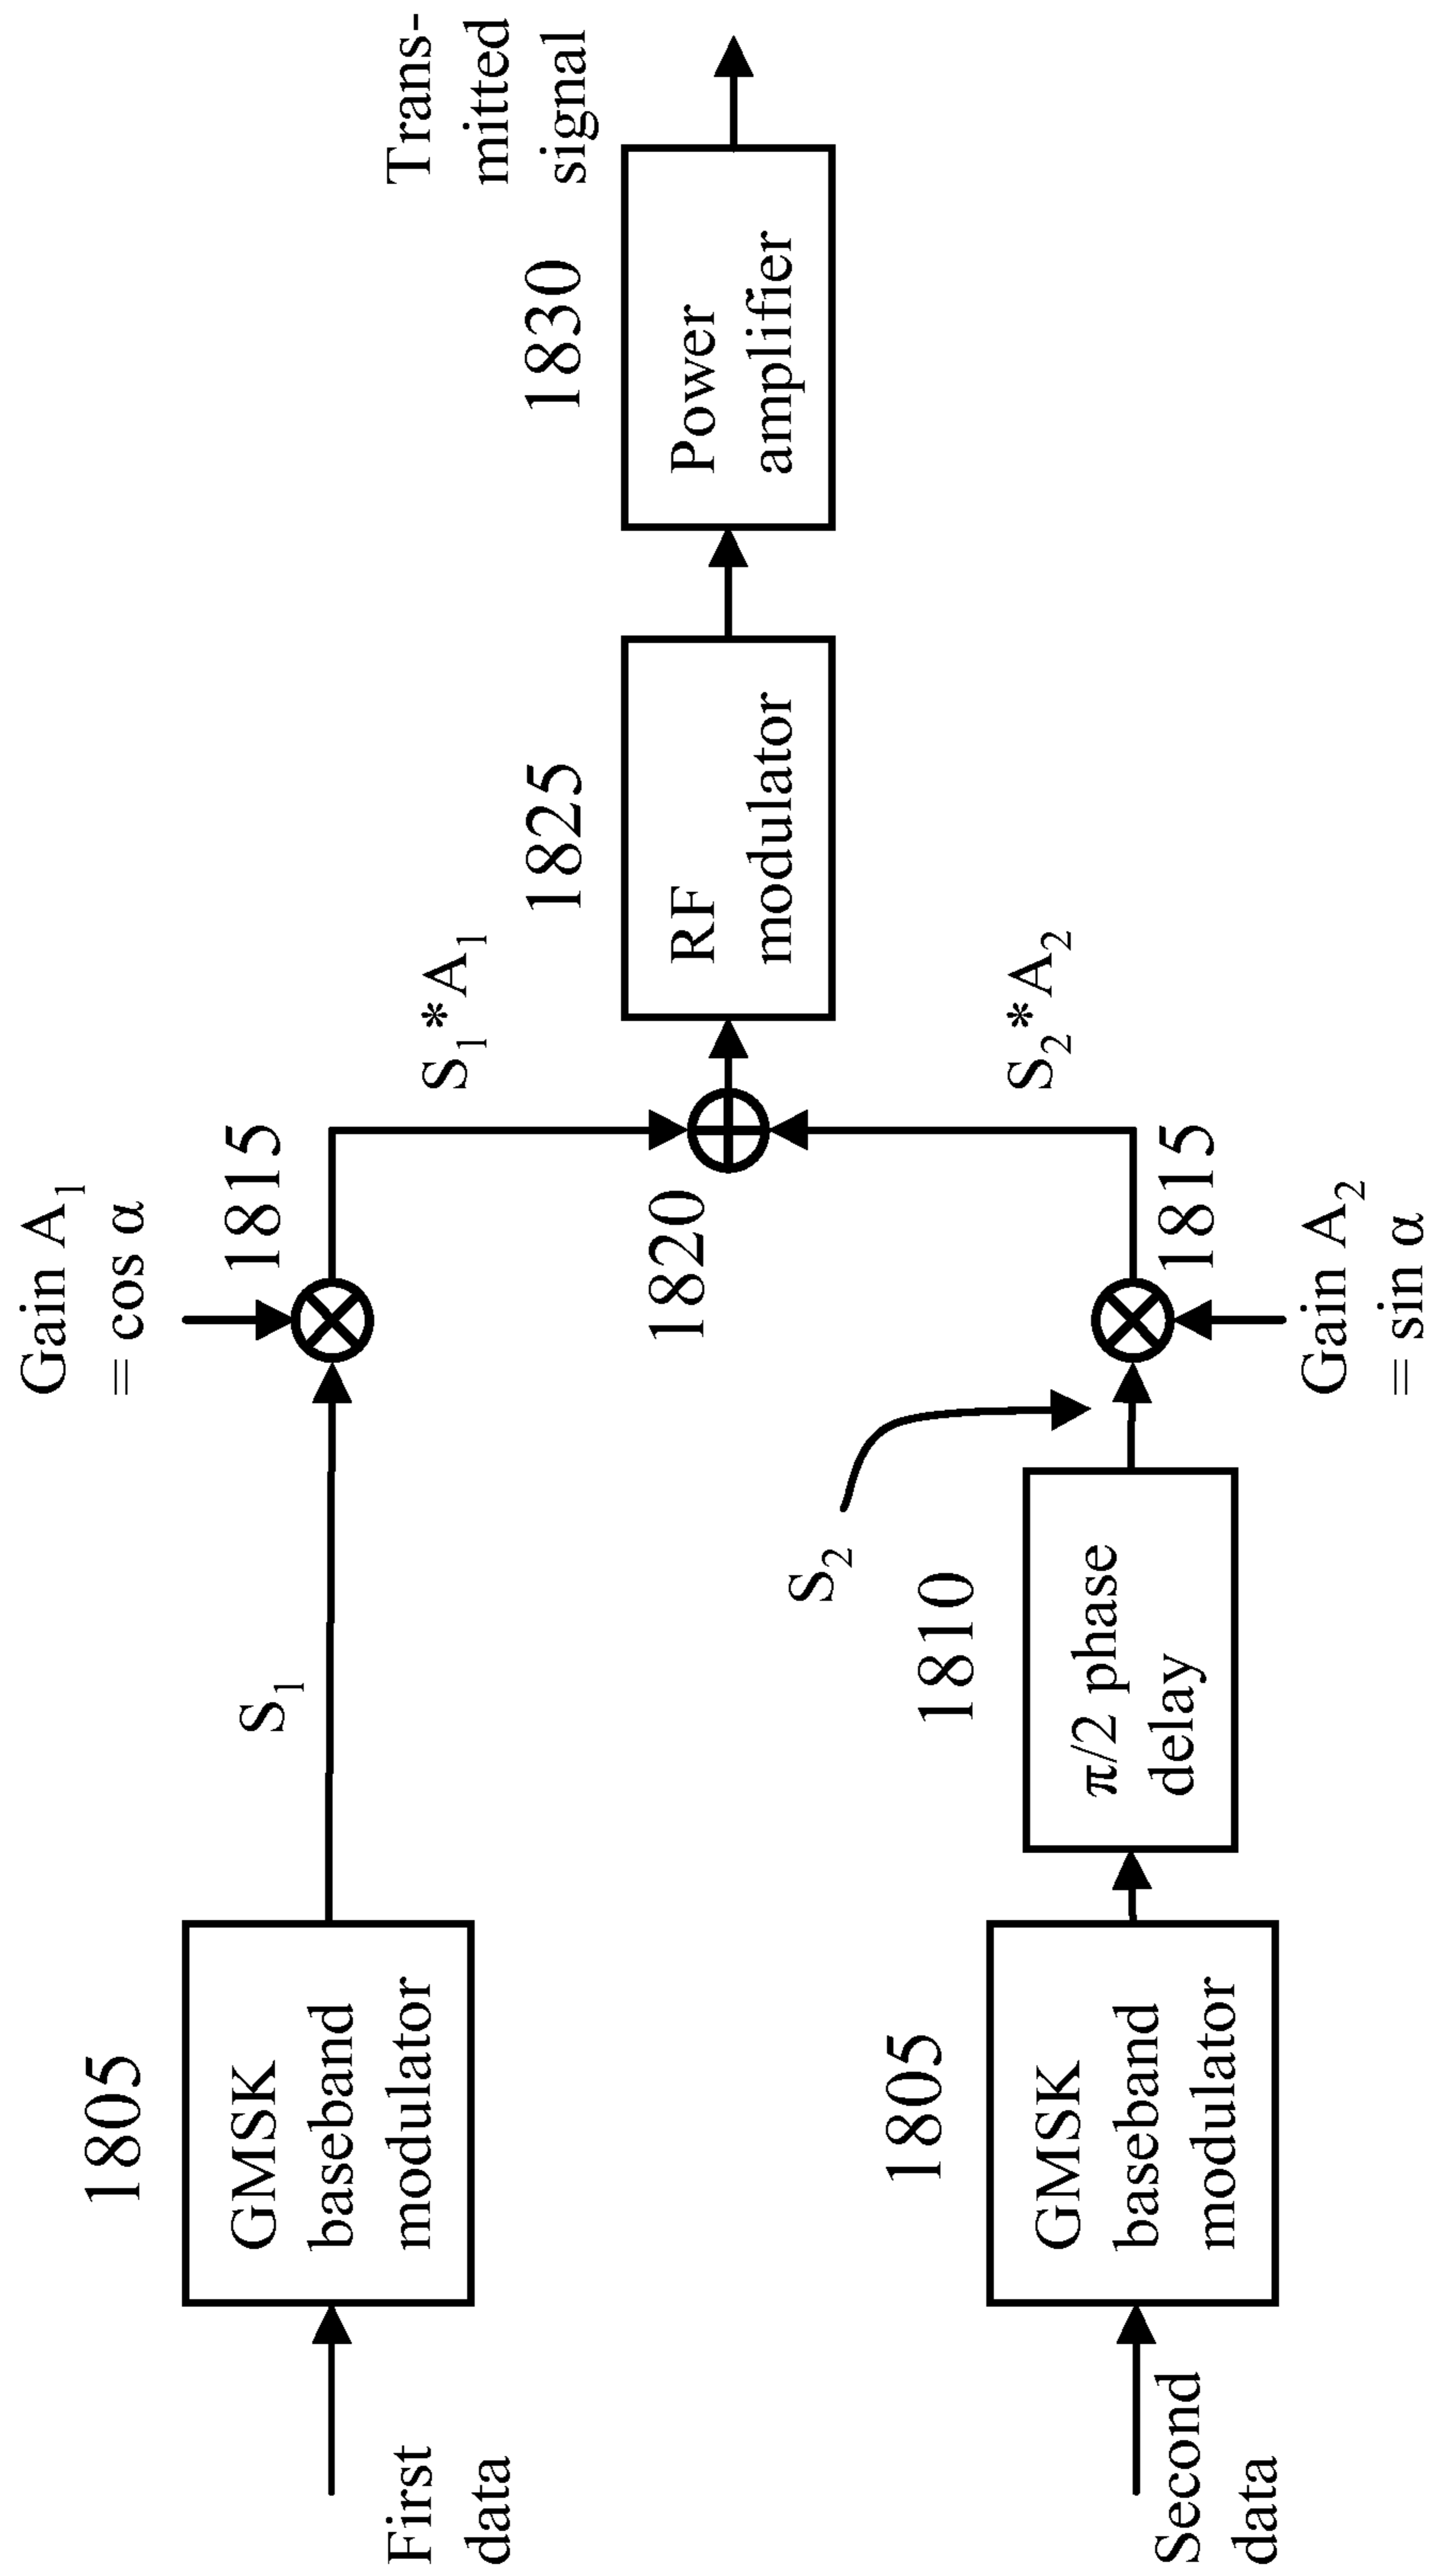 Gain A1
= cos α
1805
1815
GMSK
baseband
modulator
S1
S1*A1
First
data
1825
1830
Trans-
mitted
signal
1820
RF
modulator
Power
amplifier
S2
1805
1810
S2*A2
GMSK
baseband
modulator
π/2 phase
delay
1815
Second
data
Gain A2
= sin α